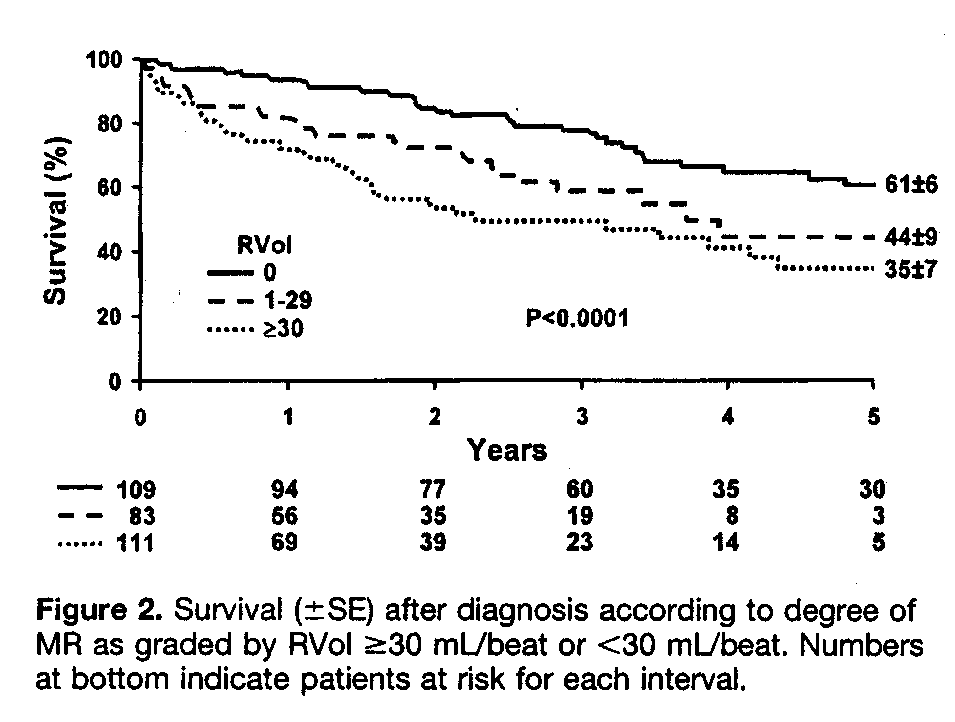 Survival (%)
100
80
60
40
20
0
RVol
0
1-29
≥30
P<0.0001
61±6
44±9
35±7
0 1 2 3 4 5
Years
109 94 77 60 35 30
83 56 35 19 8 3
111 69 39 23 14 5
Figure 2. Survival (±SE) after diagnosis according to degree of
MR as graded by RVol ≥30 mL/beat or <30 mL/beat. Numbers
at bottom indicate patients at risk for each interval.